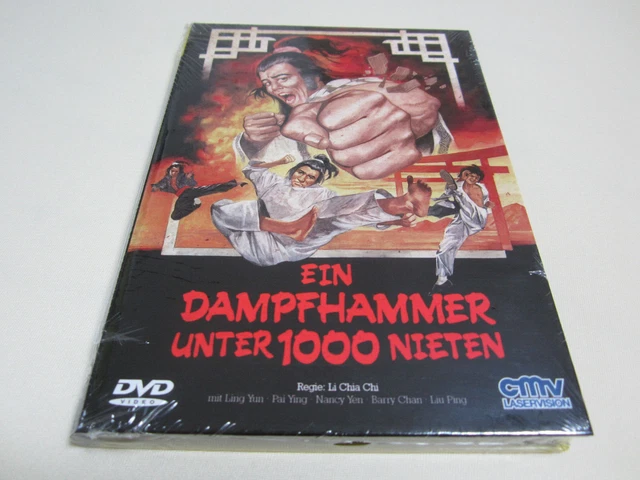 EIN
DAMPFHAMMER
UNTER 1000 NIETEN
Regie: Li Chia Chi
mit Ling Yun Pai Ying Nancy Yen Barry Chan Liu Ping
DVD
VIDEO
cmv
LASERVISION